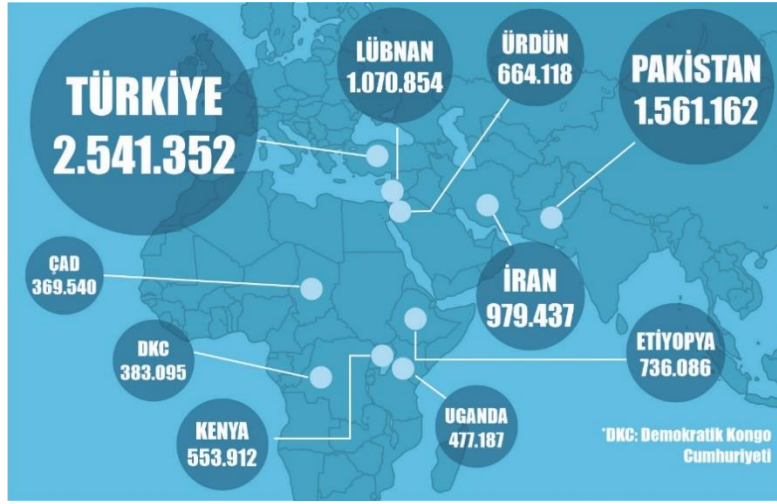 TÜRKİYE
2.541.352
LÜBNAN
1.070.854
ÜRDÜN
664.118
PAKİSTAN
1.561.162
ÇAD
369.540
İRAN
979.437
DKC
383.095
ETİYOPYA
736.086
KENYA
553.912
UGANDA
477.187
*DKC: Demokratik Kongo
Cumhuriyeti